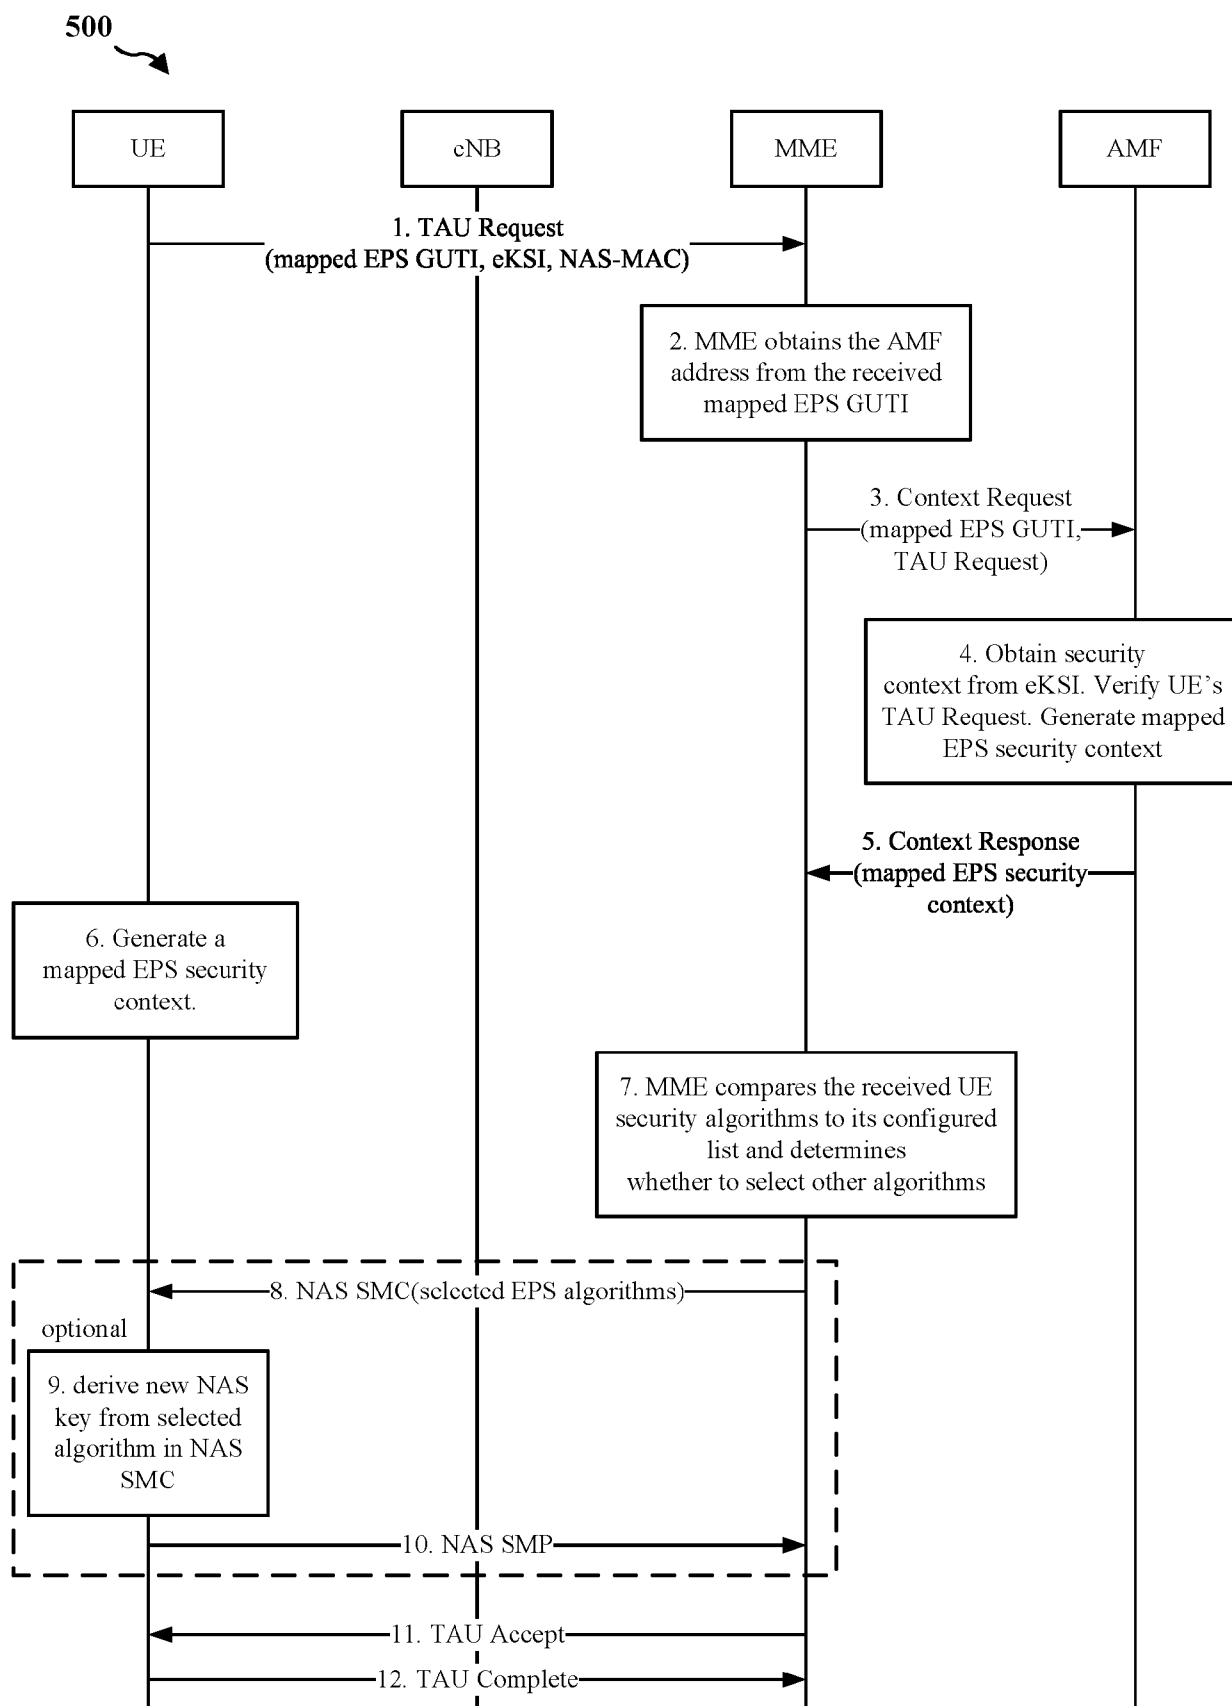 500
UE
eNB
MME
AMF
1. TAU Request
(mapped EPS GUTI, eKSI, NAS-MAC)
2. MME obtains the AMF
address from the received
mapped EPS GUTI
3. Context Request
(mapped EPS GUTI,
TAU Request)
4. Obtain security
context from eKSI. Verify UE’s
TAU Request. Generate mapped
EPS security context
5. Context Response
(mapped EPS security
context)
6. Generate a
mapped EPS security
context.
7. MME compares the received UE
security algorithms to its configured
list and determines
whether to select other algorithms
8. NAS SMC(selected EPS algorithms)
optional
9. derive new NAS
key from selected
algorithm in NAS
SMC
10. NAS SMP
11. TAU Accept
12. TAU Complete